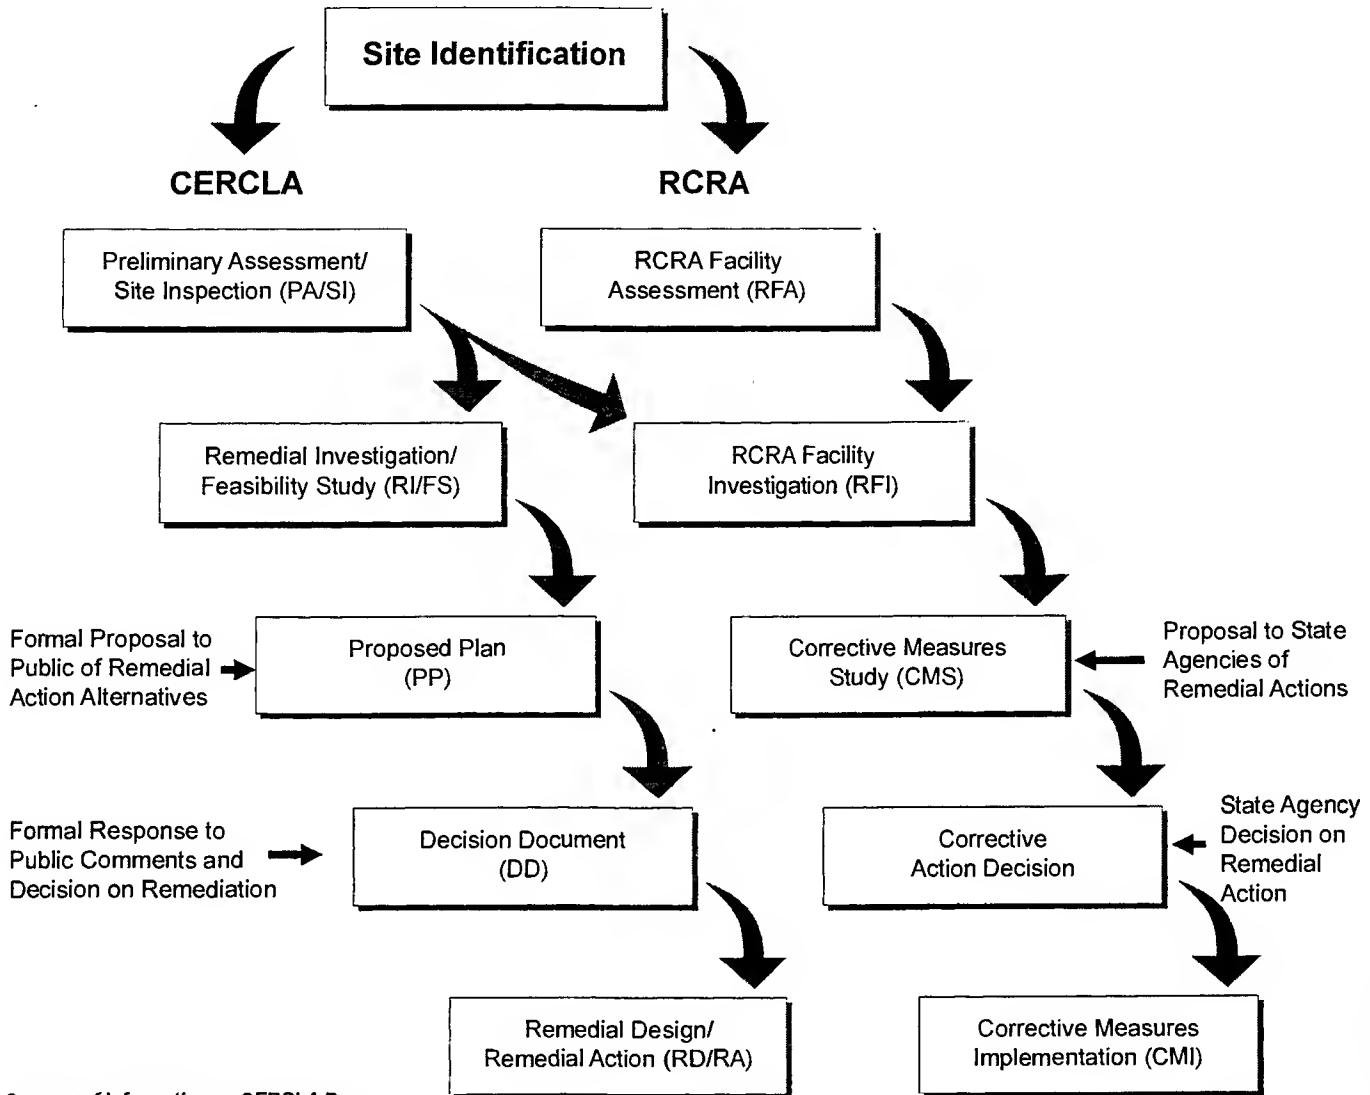 Site Identification
CERCLA
RCRA
Preliminary Assessment/
Site Inspection (PA/SI)
RCRA Facility
Assessment (RFA)
Remedial Investigation/
Feasibility Study (RI/FS)
RCRA Facility
Investigation (RFI)
Formal Proposal to
Public of Remedial
Action Alternatives
Proposed Plan
(PP)
Corrective Measures
Study (CMS)
Proposal to State
Agencies of
Remedial Actions
Formal Response to
Public Comments and
Decision on Remediation
Decision Document
(DD)
Corrective
Action Decision
State Agency
Decision on
Remedial
Action
Remedial Design/
Remedial Action (RD/RA)
Corrective Measures
Implementation (CMI)